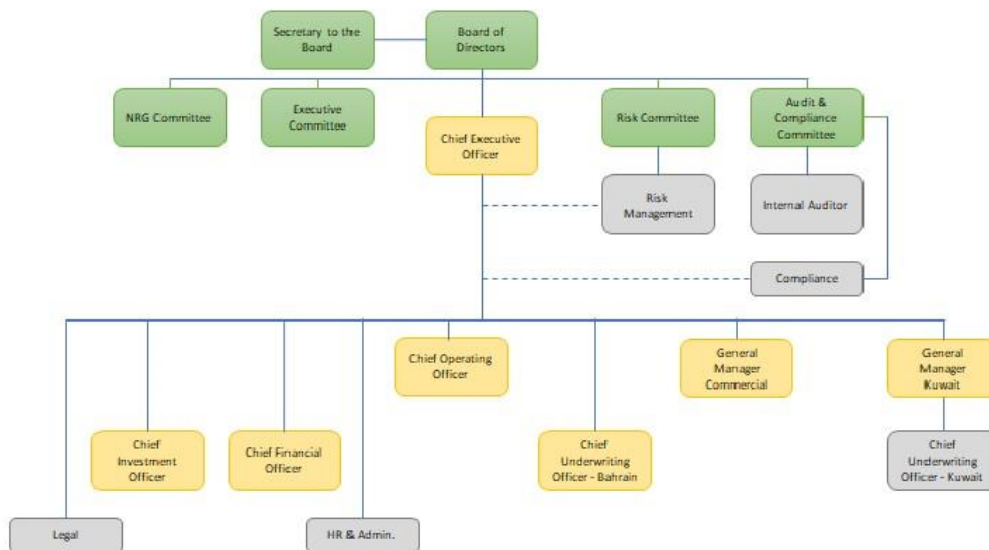 Secretary to the
Board
Board of
Directors
NRG Committee
Executive
Committee
Chief Executive
Officer
Risk Committee
Audit &
Compliance
Committee
Risk
Management
Internal Auditor
Compliance
Chief Operating
Officer
General
Manager
Commercial
General
Manager
Kuwait
Chief
Investment
Officer
Chief Financial
Officer
Chief
Underwriting
Officer - Bahrain
Chief
Underwriting
Officer - Kuwait
Legal
HR & Admin.